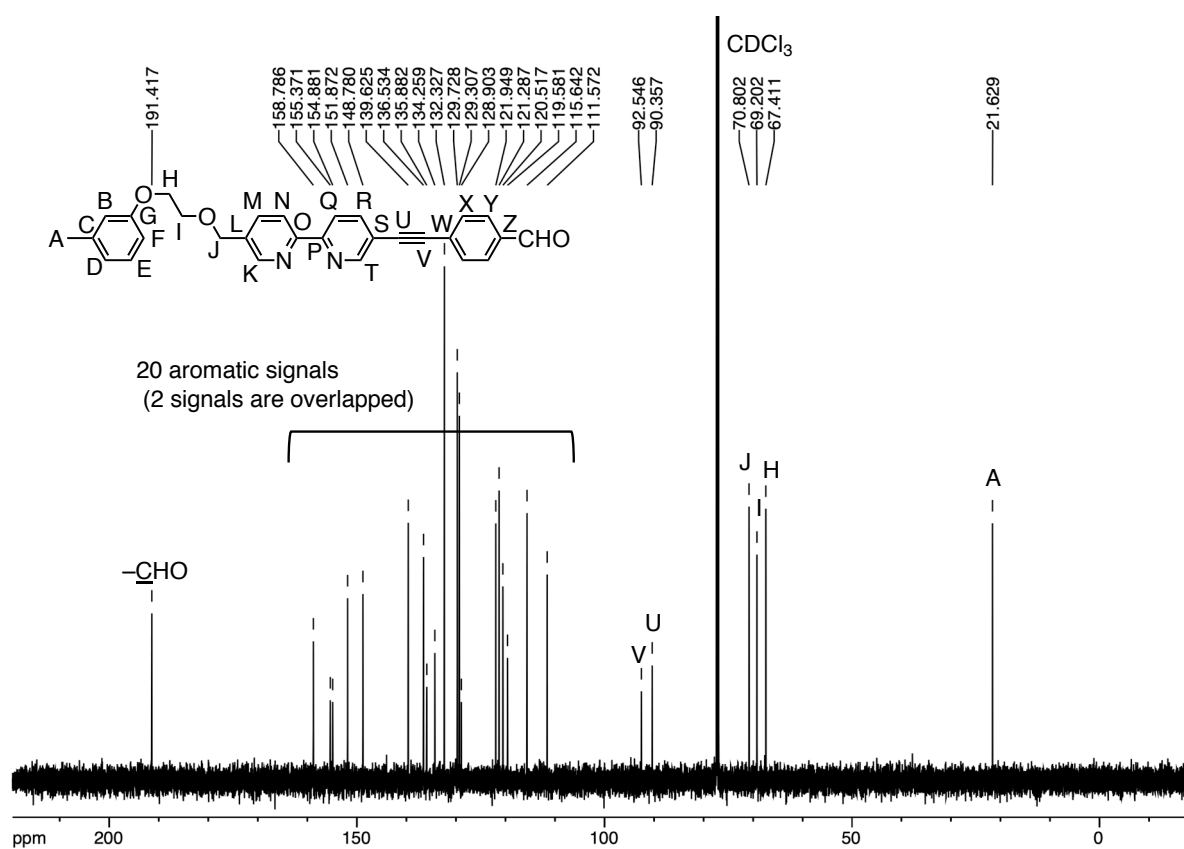 CDCl3
191.417
158.786
155.371
154.881
151.872
148.780
139.625
136.534
135.882
134.259
132.327
129.728
129.307
128.903
121.949
121.287
120.517
119.581
115.642
111.572
92.546
90.357
70.802
69.202
67.411
21.629
O H
B G I O M N Q R X Y
A C F L O S U W Z CHO
D E J K N P N T V
20 aromatic signals
(2 signals are overlapped)
–CHO
V
U
J
I
H
A
ppm 200 150 100 50 0